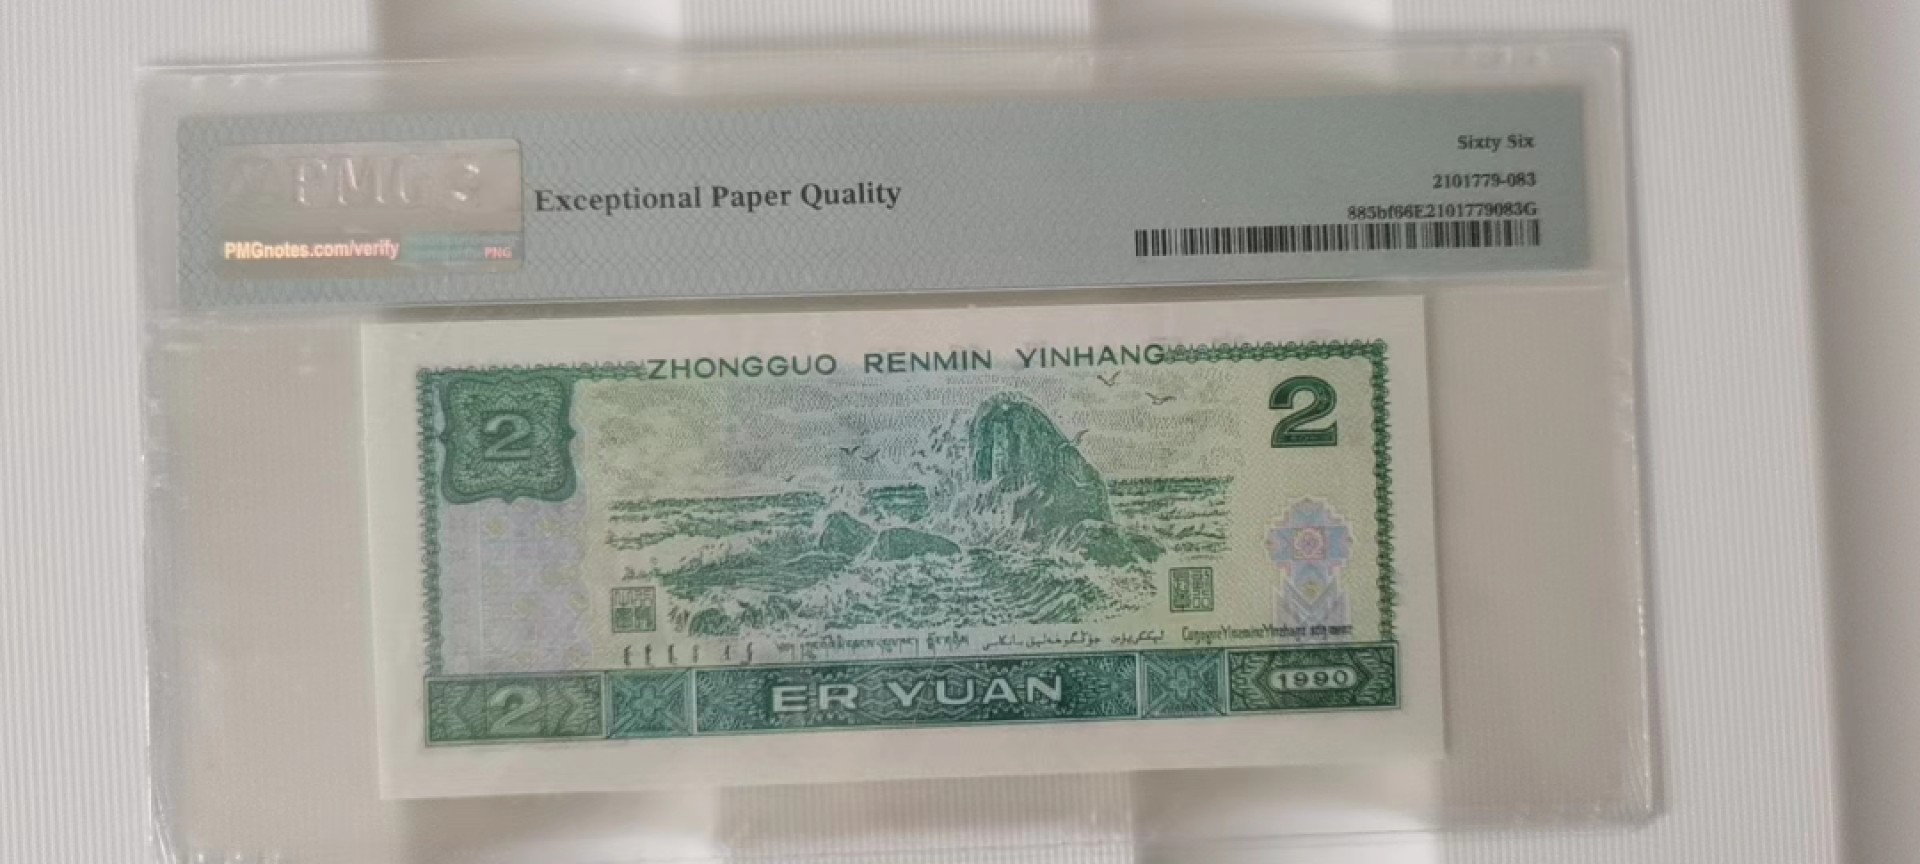 PMG
PMGnotes.com/verify
PNG
Exceptional Paper Quality
Sixty Six
2101779-083
885bf66E2101779083G
ZHONGGUO RENMIN YINHANG
2
2
2
ER YUAN
1990